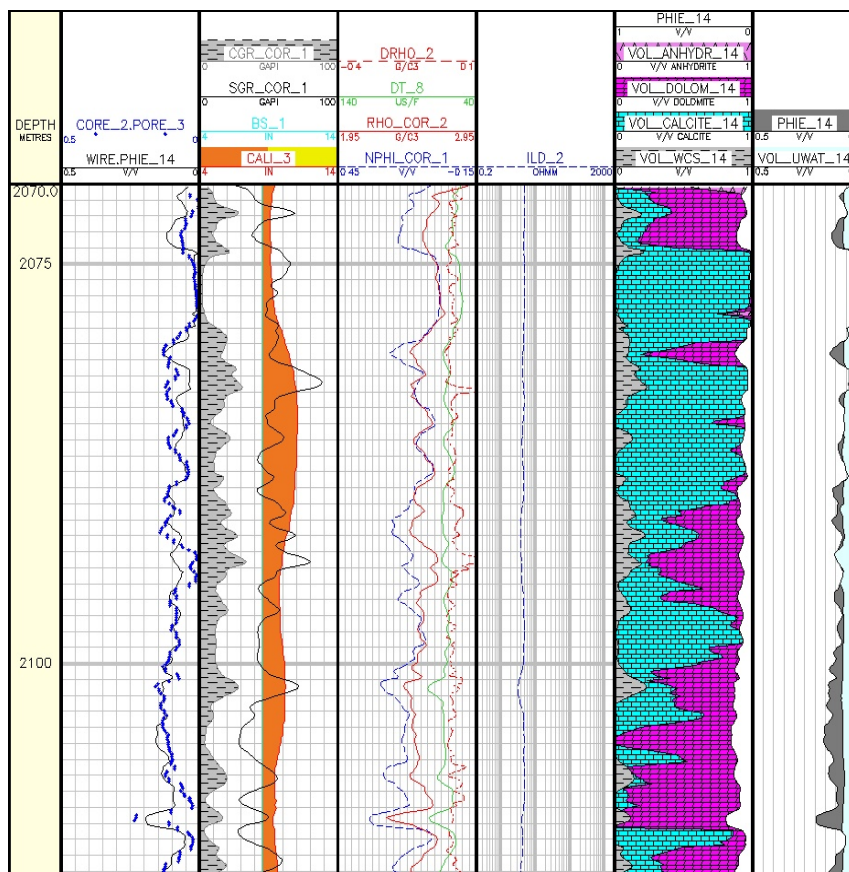 PHIE_14
1 V/V 0
CGR_COR_1
0 GAPI 100
DRHO_2
-0.4 G/C3 0.1
VOL_ANHYDR_14
0 V/V ANHYDRITE 1
SGR_COR_1
0 GAPI 100
DT_8
140 US/F 40
VOL_DOLOM_14
0 V/V DOLOMITE 1
DEPTH
METRES
CORE_2.PORE_3
0.5 0
BS_1
4 IN 14
RHO_COR_2
1.95 G/C3 2.95
VOL_CALCITE_14
0 V/V CALCITE 1
PHIE_14
0.5 V/V
WIRE.PHIE_14
0.5 V/V 0
CALI_3
4 IN 14
NPHI_COR_1
0.45 V/V -0.15
ILD_2
0.2 OHMM 2000
VOL_WCS_14
0 V/V 1
VOL_UWAT_14
0.5 V/V
2070.0
2075
2100